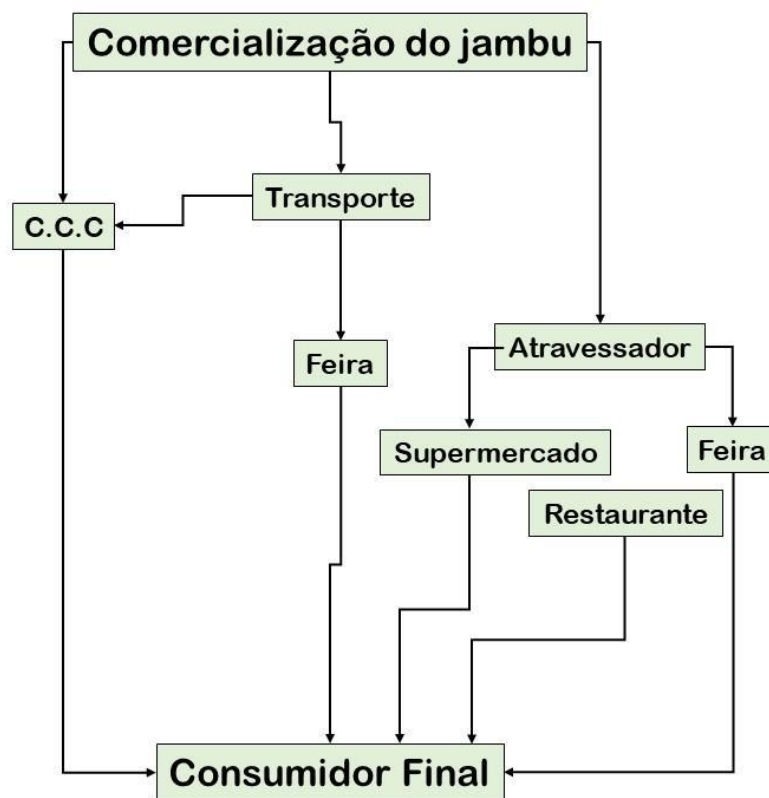 Comercialização do jambu
Transporte
C.C.C
Feira
Atravessador
Supermercado
Feira
Restaurante
Consumidor Final